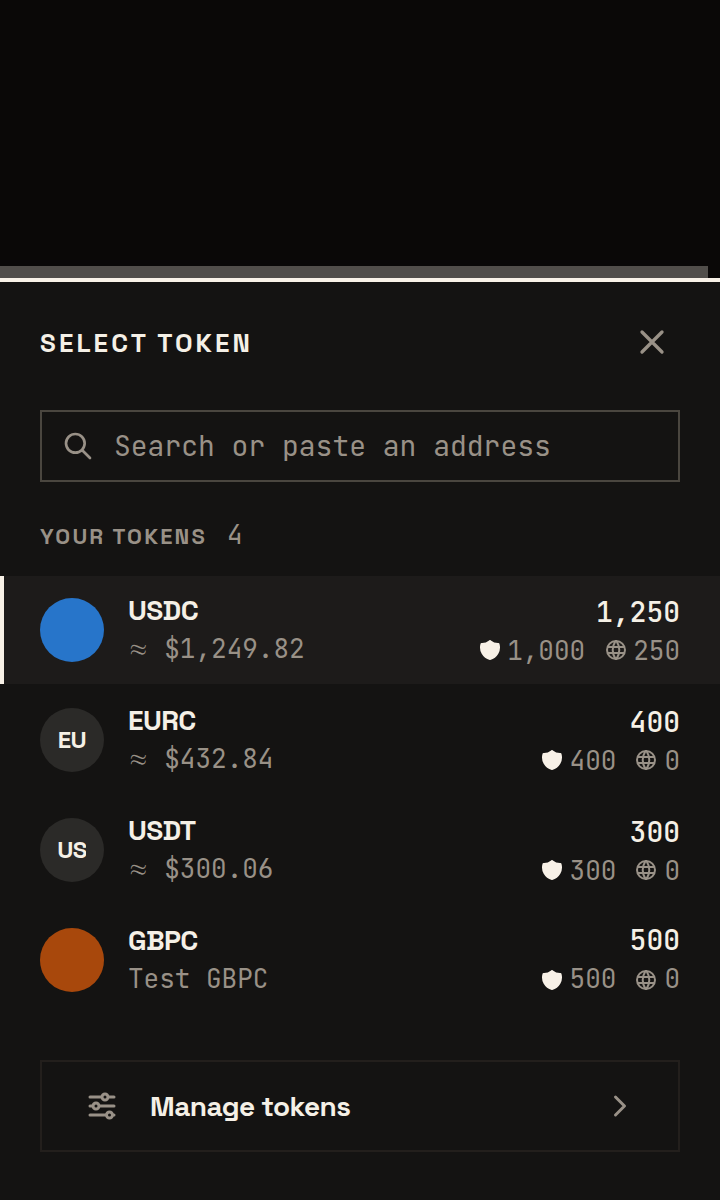 SELECT TOKEN
Search or paste an address
YOUR TOKENS 4
USDC 1,250
≈ $1,249.82 1,000 250
EU EURC 400
≈ $432.84 400 0
US USDT 300
≈ $300.06 300 0
GBPC 500
Test GBPC 500 0
Manage tokens